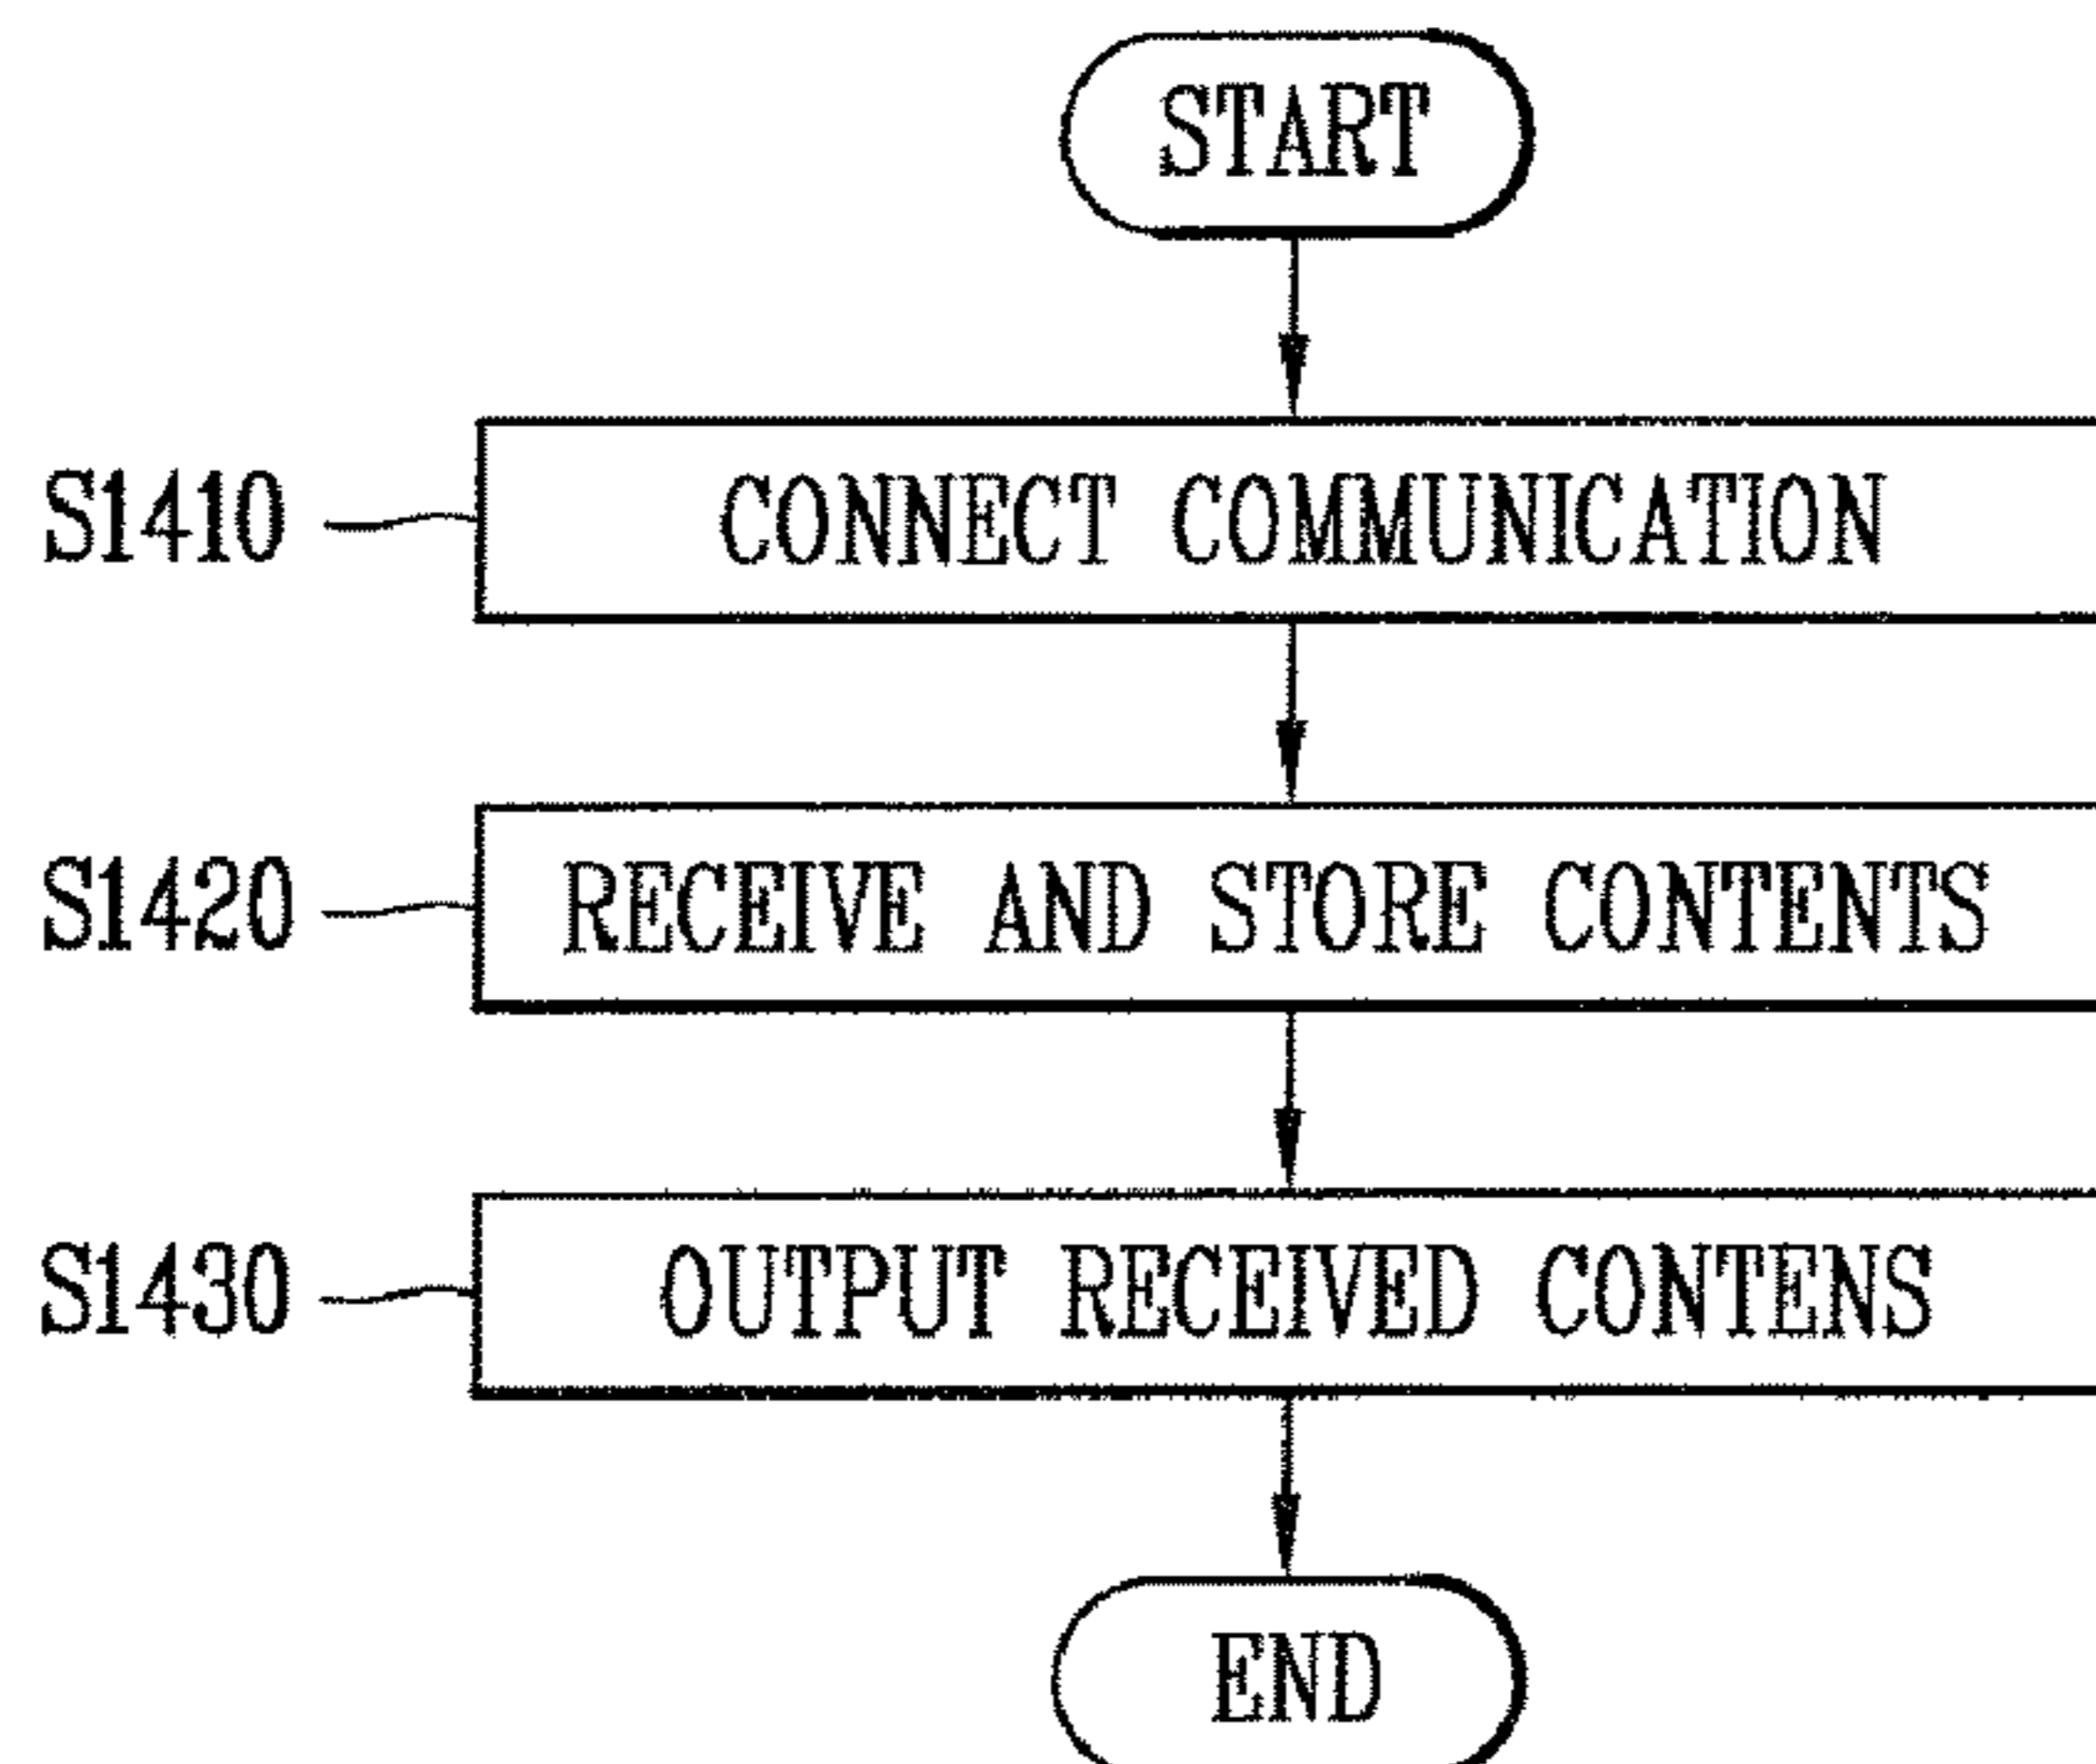 START
S1410
CONNECT COMMUNICATION
S1420
RECEIVE AND STORE CONTENTS
S1430
OUTPUT RECEIVED CONTENS
END